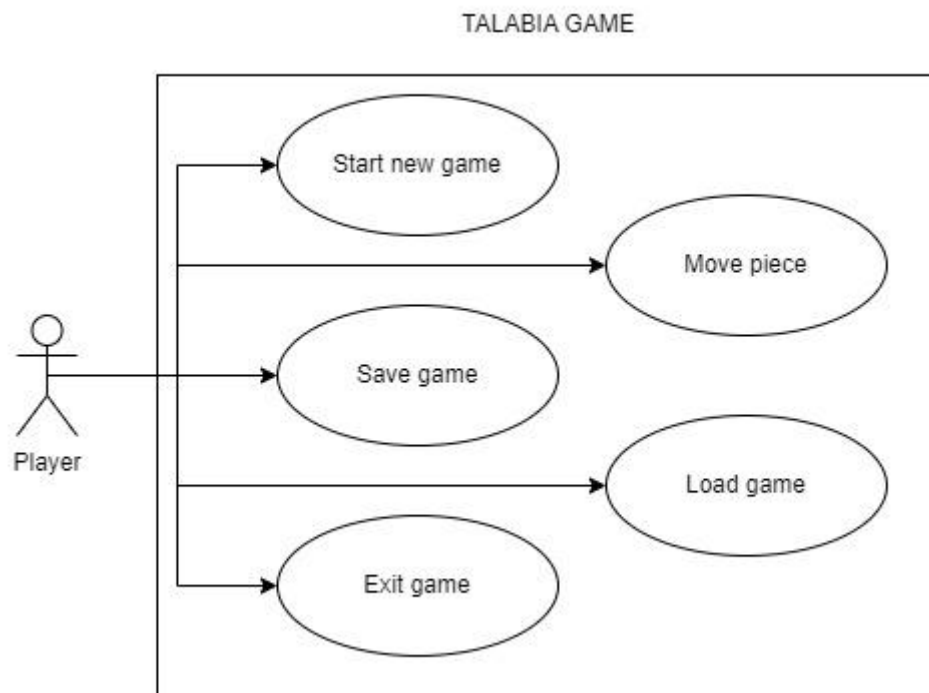 TALABIA GAME
Start new game
Move piece
Save game
Player
Load game
Exit game